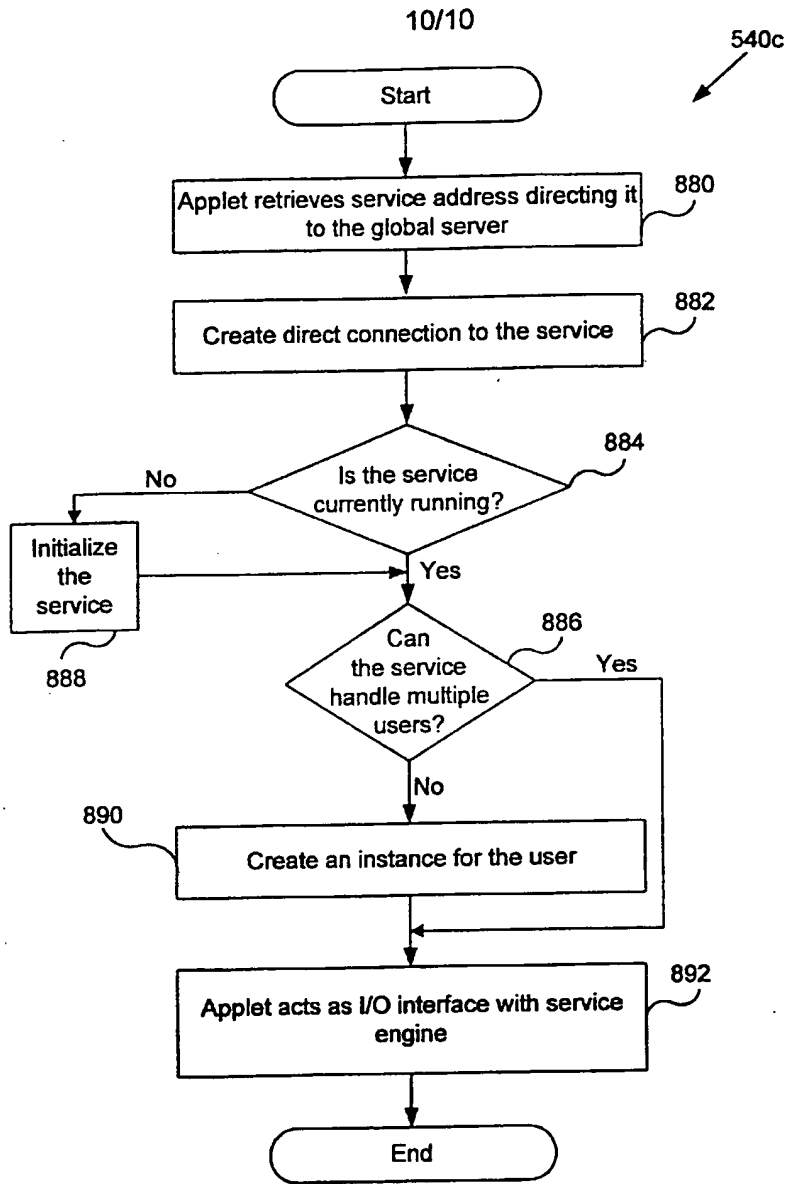 10/10
540c
Start
Applet retrieves service address directing it
to the global server
880
Create direct connection to the service
882
Is the service
currently running?
884
No
Initialize
the
service
888
Yes
Can
the service
handle multiple
users?
886
Yes
No
890
Create an instance for the user
Applet acts as I/O interface with service
engine
892
End